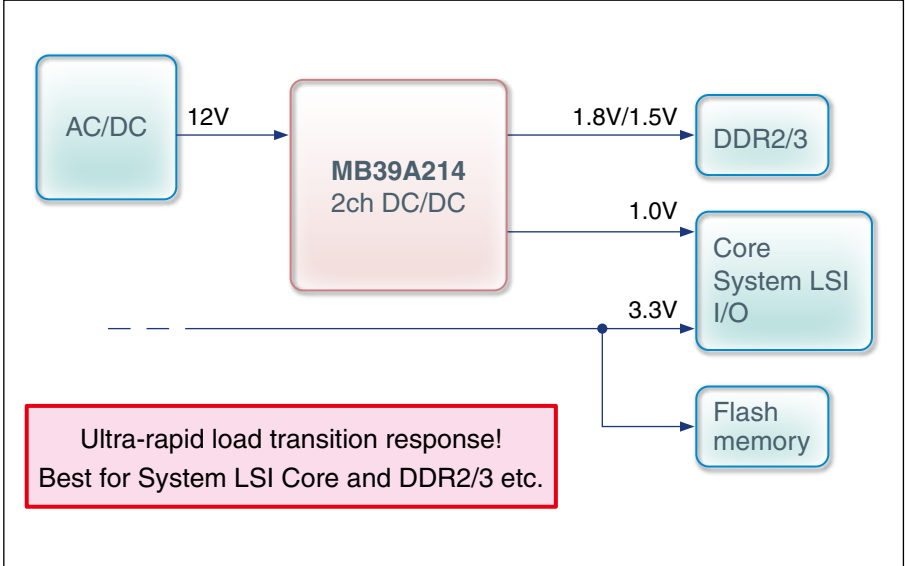 AC/DC
12V
MB39A214
2ch DC/DC
1.8V/1.5V
DDR2/3
1.0V
Core
System LSI
I/O
3.3V
Flash
memory
Ultra-rapid load transition response!
Best for System LSI Core and DDR2/3 etc.